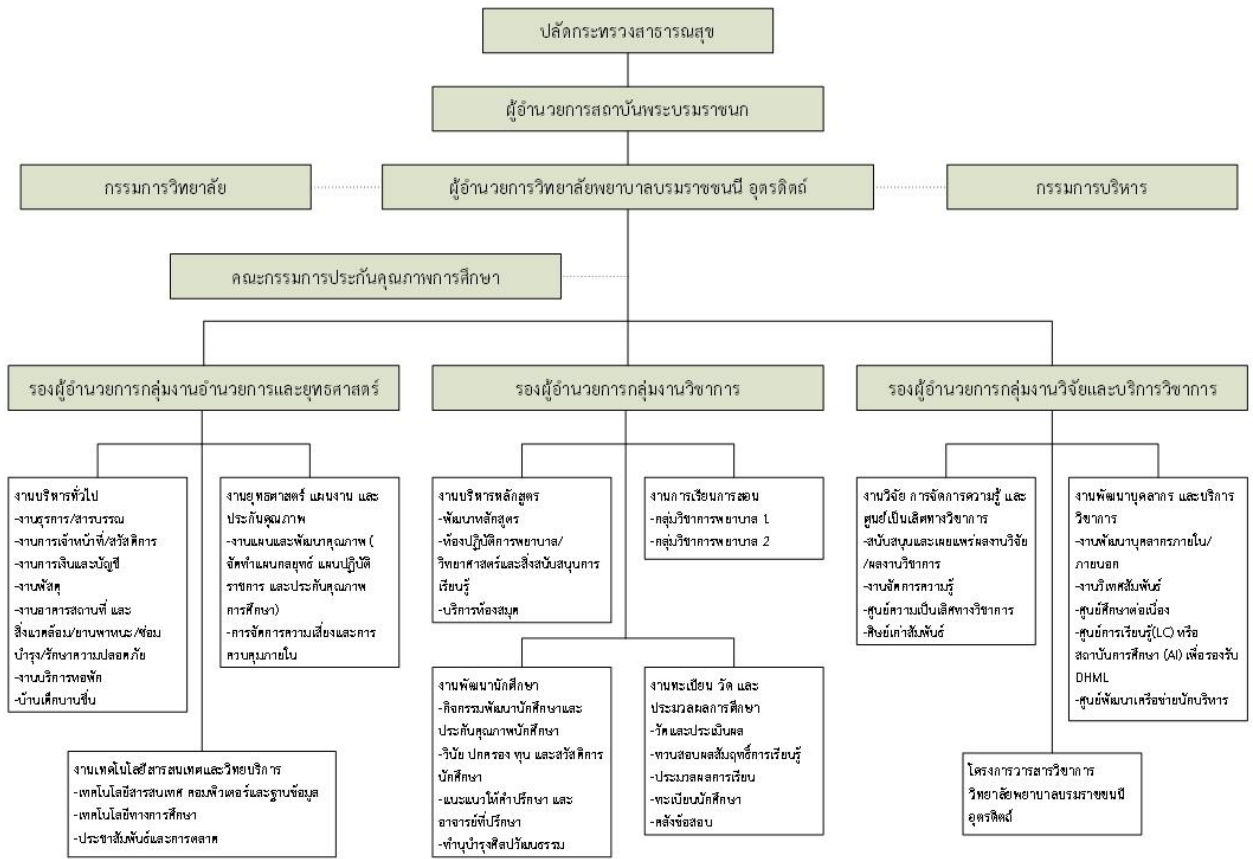 ปลัดกระทรวงสาธารณสุข
ผู้อำนวยการสถาบันพระบรมราชนก
กรรมการวิทยาลัย
ผู้อำนวยการวิทยาลัยพยาบาลบรมราชชนนี อุตรดิตถ์
กรรมการบริหาร
คณะกรรมการประกันคุณภาพการศึกษา
รองผู้อำนวยการกลุ่มงานอำนวยการและยุทธศาสตร์
รองผู้อำนวยการกลุ่มงานวิชาการ
รองผู้อำนวยการกลุ่มงานวิจัยและบริการวิชาการ
งานบริหารทั่วไป
-งานธุรการ/สารบรรณ
-งานการเจ้าหน้าที่/สวัสดิการ
-งานการเงินและบัญชี
-งานพัสดุ
-งานอาคารสถานที่ และ
สิ่งแวดล้อม/ยานพาหนะ/ซ่อม
บำรุง/รักษาความปลอดภัย
-งานบริการหอพัก
-บ้านเด็กบานชื่น
งานยุทธศาสตร์ แผนงาน และ
ประกันคุณภาพ
-งานแผนและพัฒนาคุณภาพ (
จัดทำแผนกลยุทธ์ แผนปฏิบัติ
ราชการ และประกันคุณภาพ
การศึกษา)
-การจัดการความเสี่ยงและการ
ควบคุมภายใน
งานเทคโนโลยีสารสนเทศและวิทยบริการ
-เทคโนโลยีสารสนเทศ คอมพิวเตอร์และฐานข้อมูล
-เทคโนโลยีทางการศึกษา
-ประชาสัมพันธ์และการตลาด
งานบริหารหลักสูตร
-พัฒนาหลักสูตร
-ห้องปฏิบัติการพยาบาล/
วิทยาศาสตร์และสิ่งสนับสนุนการ
เรียนรู้
-บริการห้องสมุด
งานการเรียนการสอน
-กลุ่มวิชาการพยาบาล 1
-กลุ่มวิชาการพยาบาล 2
งานพัฒนานักศึกษา
-กิจกรรมพัฒนานักศึกษาและ
ประกันคุณภาพนักศึกษา
-วินัย ปกครอง ทุน และสวัสดิการ
นักศึกษา
-แนะแนวให้คำปรึกษา และ
อาจารย์ที่ปรึกษา
-ทำนุบำรุงศิลปวัฒนธรรม
งานทะเบียน วัด และ
ประมวลผลการศึกษา
-วัดและประเมินผล
-ทวนสอบผลสัมฤทธิ์การเรียนรู้
-ประมวลผลการเรียน
-ทะเบียนนักศึกษา
-คลังข้อสอบ
งานวิจัย การจัดการความรู้ และ
ศูนย์เป็นเลิศทางวิชาการ
-สนับสนุนและเผยแพร่ผลงานวิจัย
/ผลงานวิชาการ
-งานจัดการความรู้
-ศูนย์ความเป็นเลิศทางวิชาการ
-ศิษย์เก่าสัมพันธ์
งานพัฒนาบุคลากร และบริการ
วิชาการ
-งานพัฒนาบุคลากรภายใน/
ภายนอก
-งานวิเทศสัมพันธ์
-ศูนย์ศึกษาต่อเนื่อง
-ศูนย์การเรียนรู้(LC) หรือ
สถาบันการศึกษา (AI) เพื่อรองรับ
DHML
-ศูนย์พัฒนาเครือข่ายนักบริหาร
โครงการวารสารวิชาการ
วิทยาลัยพยาบาลบรมราชชนนี
อุตรดิตถ์